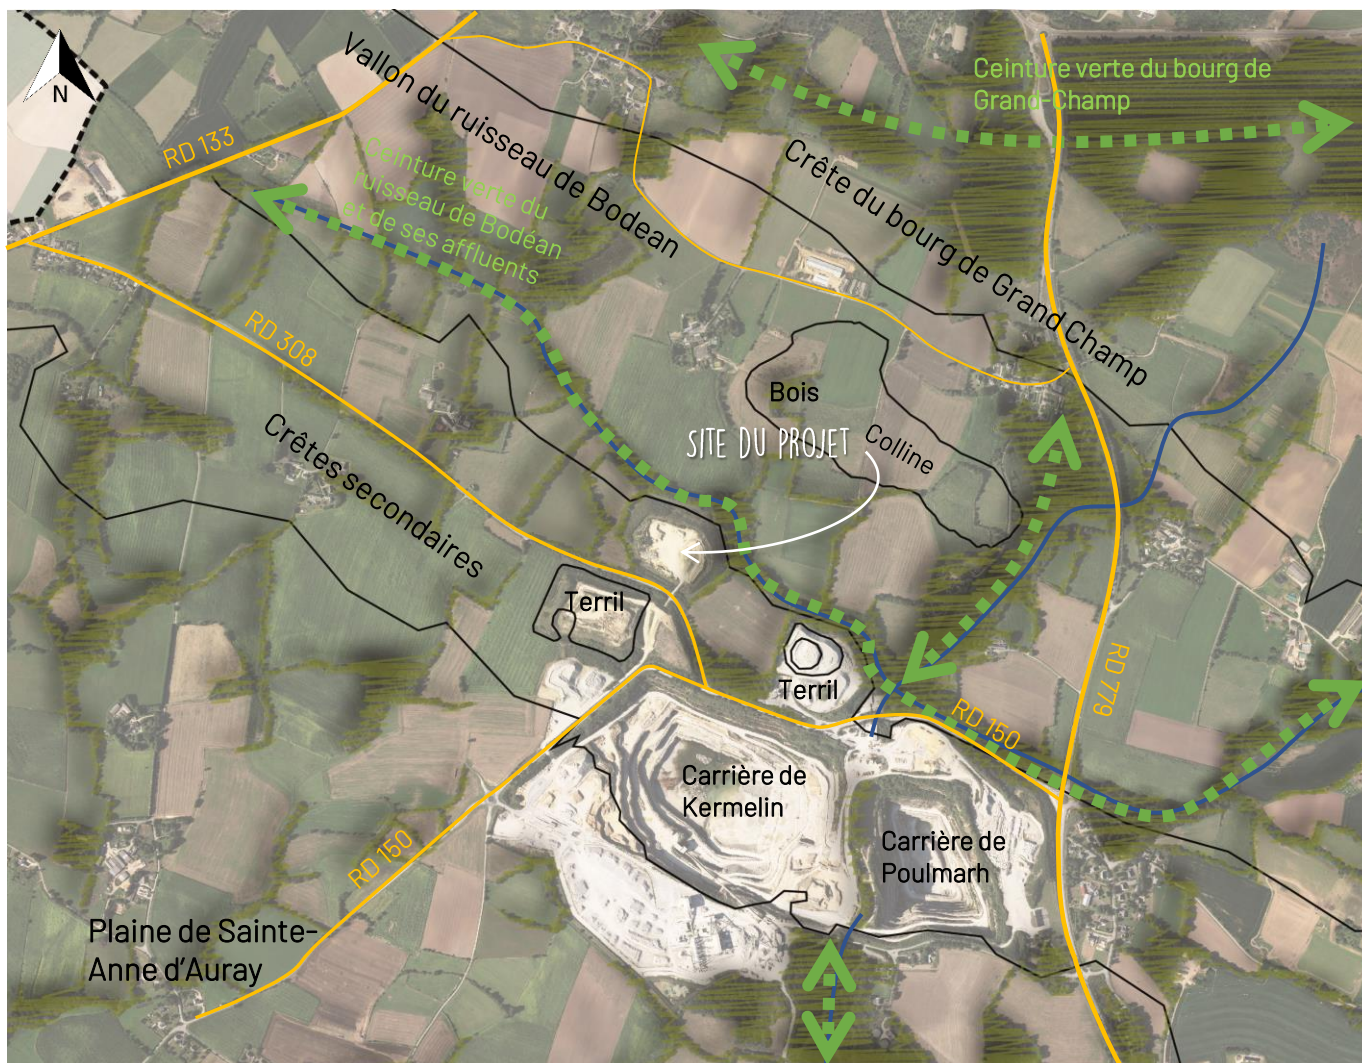 N
Ceinture verte du bourg de
Grand-Champ
Vallon du ruisseau de Bodean
RD 133
Ceinture verte du
ruisseau de Bodéan
et de ses affluents
Crête du bourg de Grand Champ
RD 308
Bois
SITE DU PROJET
Colline
Crêtes secondaires
Terril
Terril
RD 779
RD 150
Carrière de
Kermelin
Carrière de
Poulmarh
RD 150
Plaine de Sainte-
Anne d'Auray